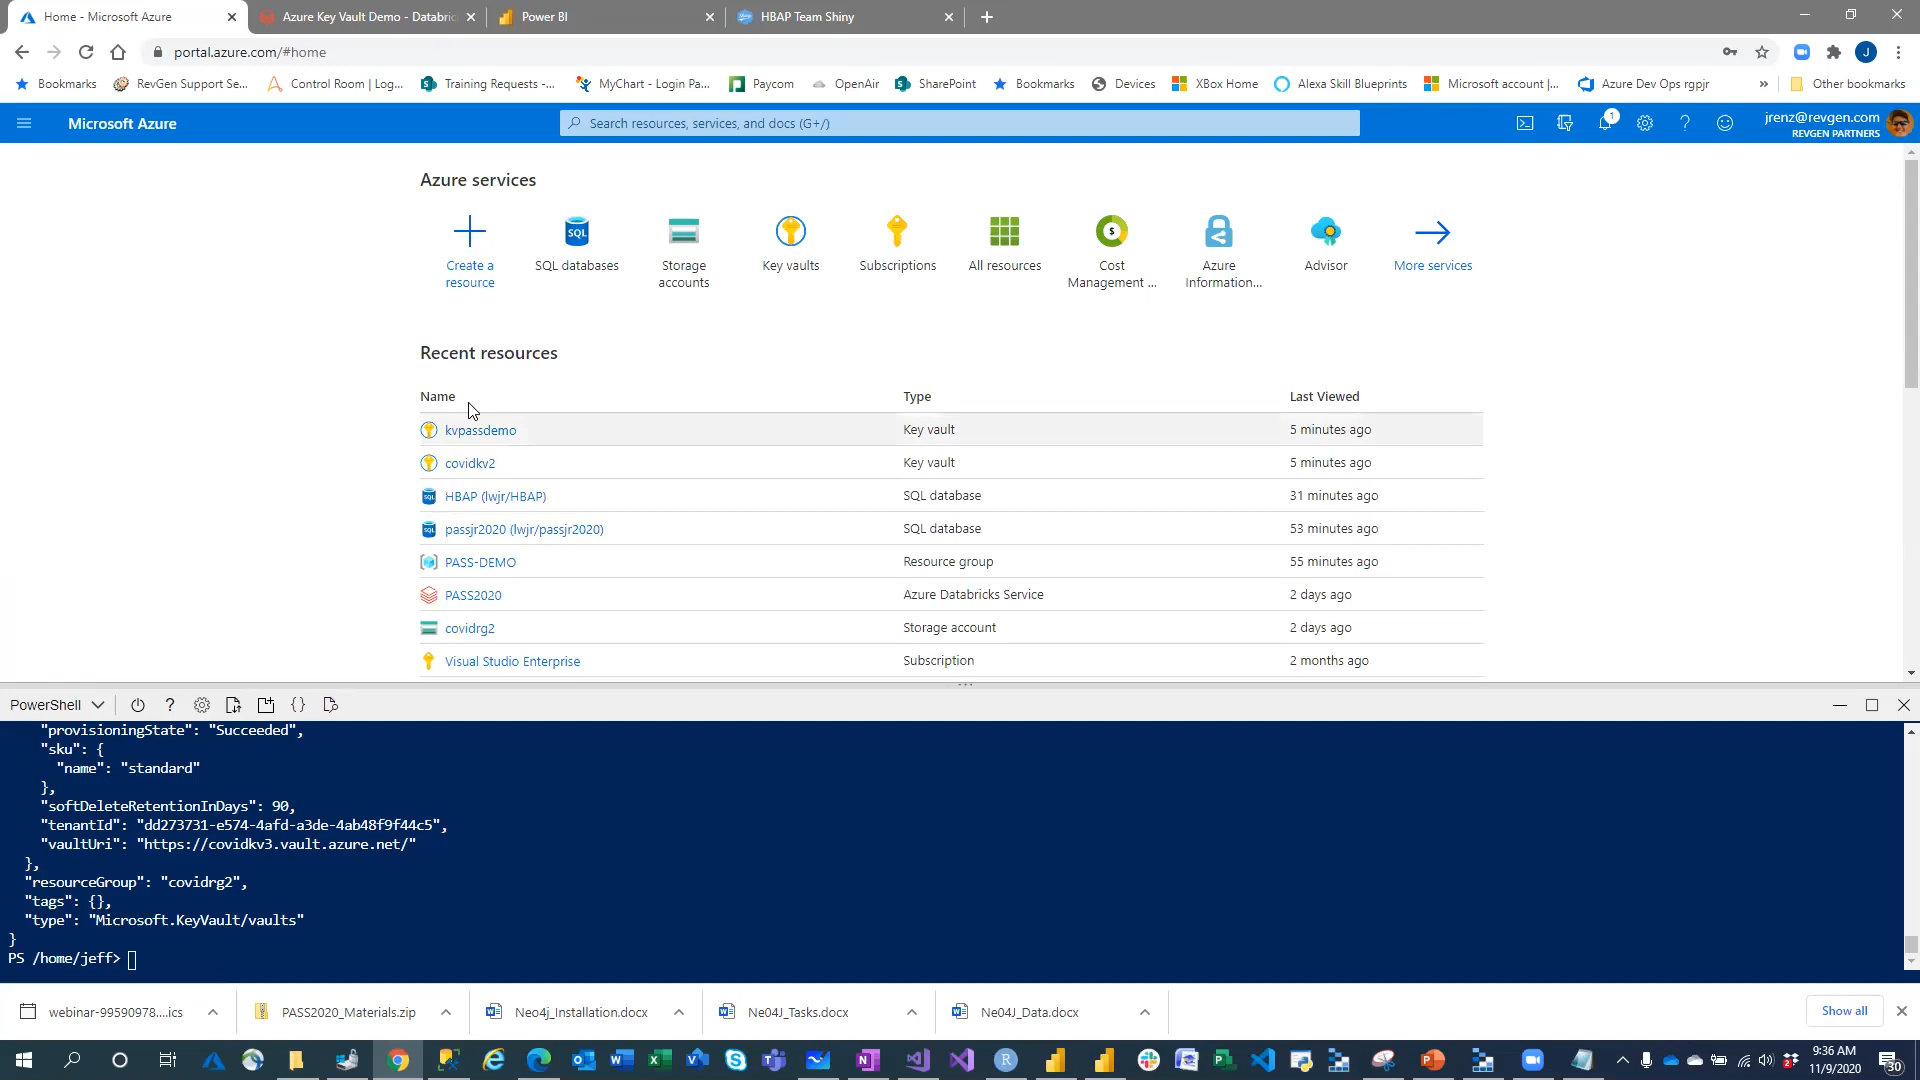 Home - Microsoft Azure
Azure Key Vault Demo - Databric
Power BI
HBAP Team Shiny
portal.azure.com/#home
J
Bookmarks
RevGen Support Se...
Control Room | Log...
Training Requests -...
MyChart - Login Pa...
Paycom
OpenAir
SharePoint
Bookmarks
Devices
XBox Home
Alexa Skill Blueprints
Microsoft account |...
Azure Dev Ops rgpjr
»
Other bookmarks
Microsoft Azure
Search resources, services, and docs (G+/)
1
jrenz@revgen.com
REVGEN PARTNERS
Azure services
Create a resource
SQL databases
Storage accounts
Key vaults
Subscriptions
All resources
Cost Management ...
Azure Information...
Advisor
More services
Recent resources
Name Type Last Viewed
kvpassdemo Key vault 5 minutes ago
covidkv2 Key vault 5 minutes ago
HBAP (lwjr/HBAP) SQL database 31 minutes ago
passjr2020 (lwjr/passjr2020) SQL database 53 minutes ago
PASS-DEMO Resource group 55 minutes ago
PASS2020 Azure Databricks Service 2 days ago
covidrg2 Storage account 2 days ago
Visual Studio Enterprise Subscription 2 months ago
PowerShell
"provisioningState": "Succeeded",
"sku": {
"name": "standard"
},
"softDeleteRetentionInDays": 90,
"tenantId": "dd273731-e574-4afd-a3de-4ab48f9f44c5",
"vaultUri": "https://covidkv3.vault.azure.net/"
},
"resourceGroup": "covidrg2",
"tags": {},
"type": "Microsoft.KeyVault/vaults"
}
PS /home/jeff>
webinar-99590978....ics
PASS2020_Materials.zip
Neo4j_Installation.docx
Ne04J_Tasks.docx
Ne04J_Data.docx
Show all
9:36 AM
11/9/2020
30